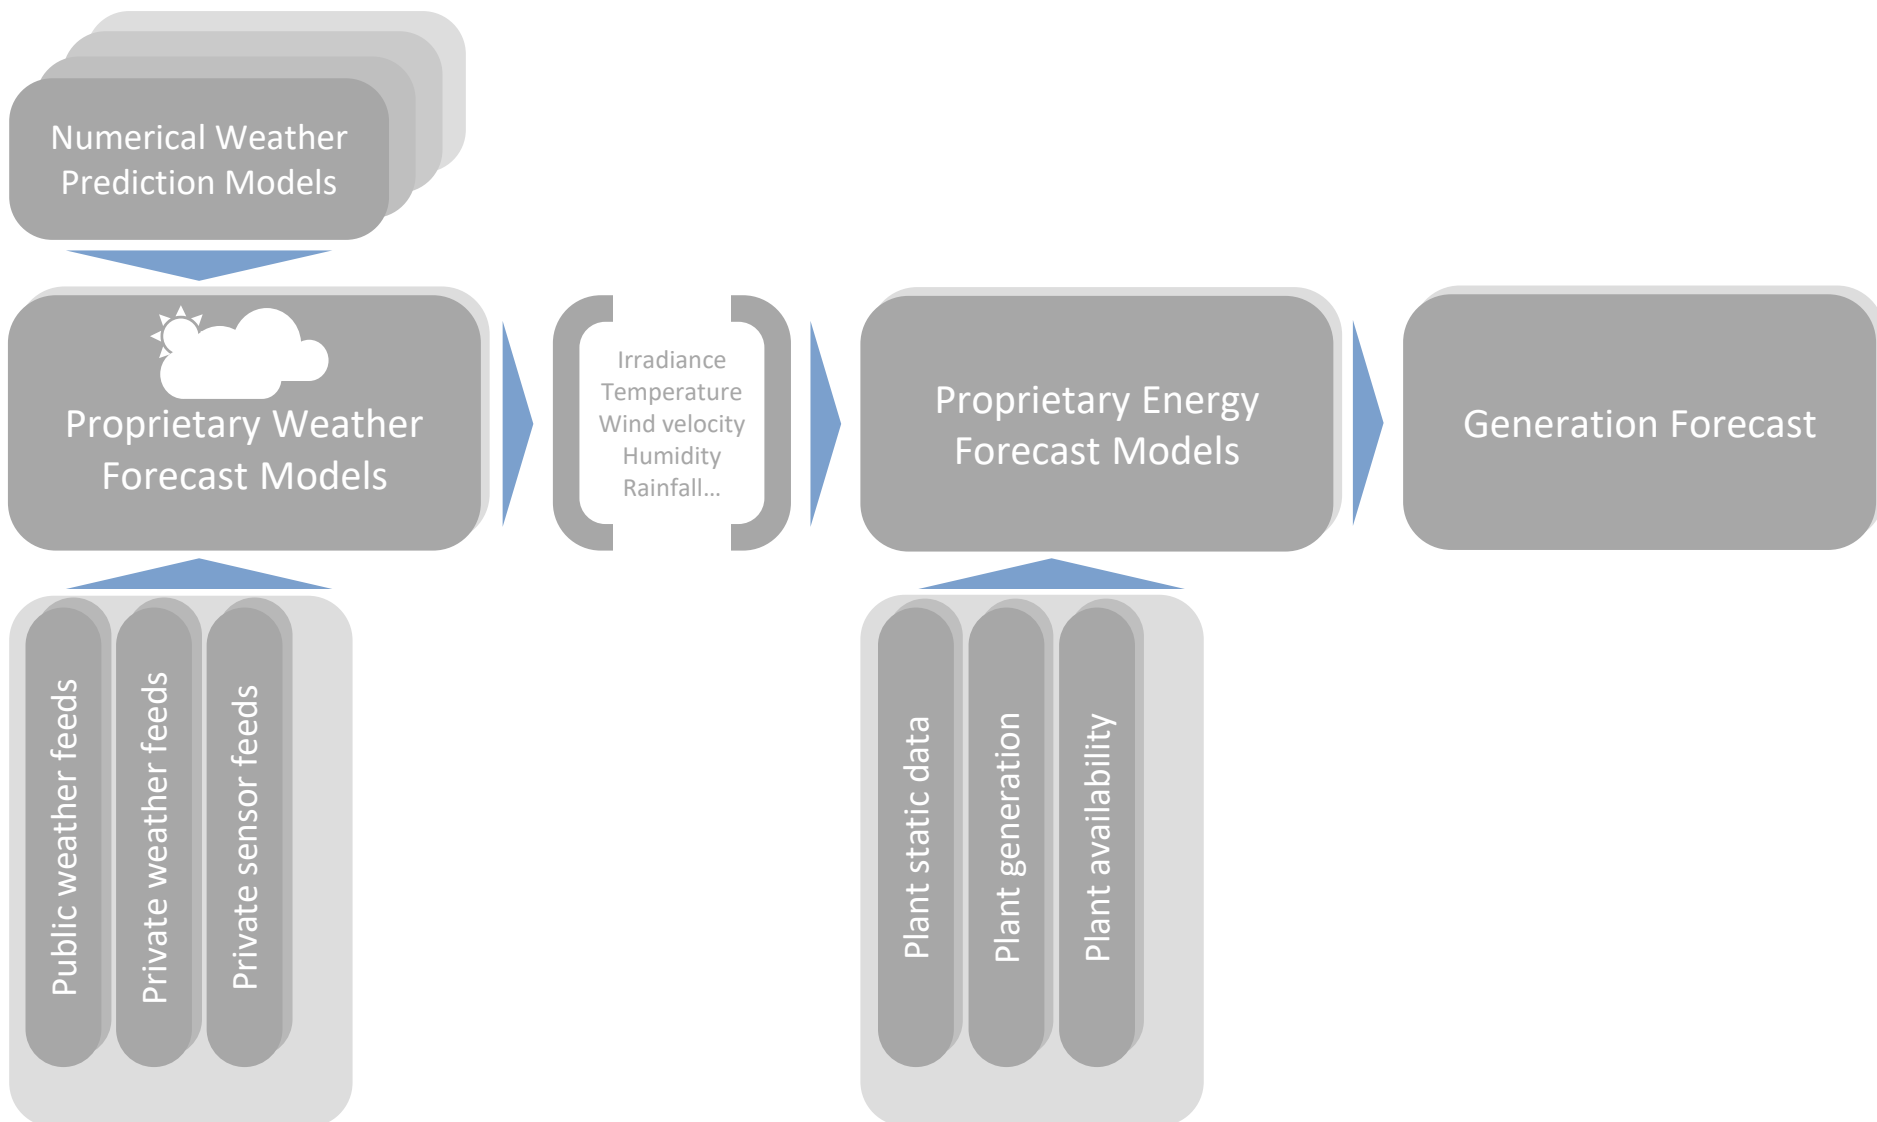 Numerical Weather
Prediction Models
Proprietary Weather
Forecast Models
Irradiance
Temperature
Wind velocity
Humidity
Rainfall...
Proprietary Energy
Forecast Models
Generation Forecast
Public weather feeds
Private weather feeds
Private sensor feeds
Plant static data
Plant generation
Plant availability